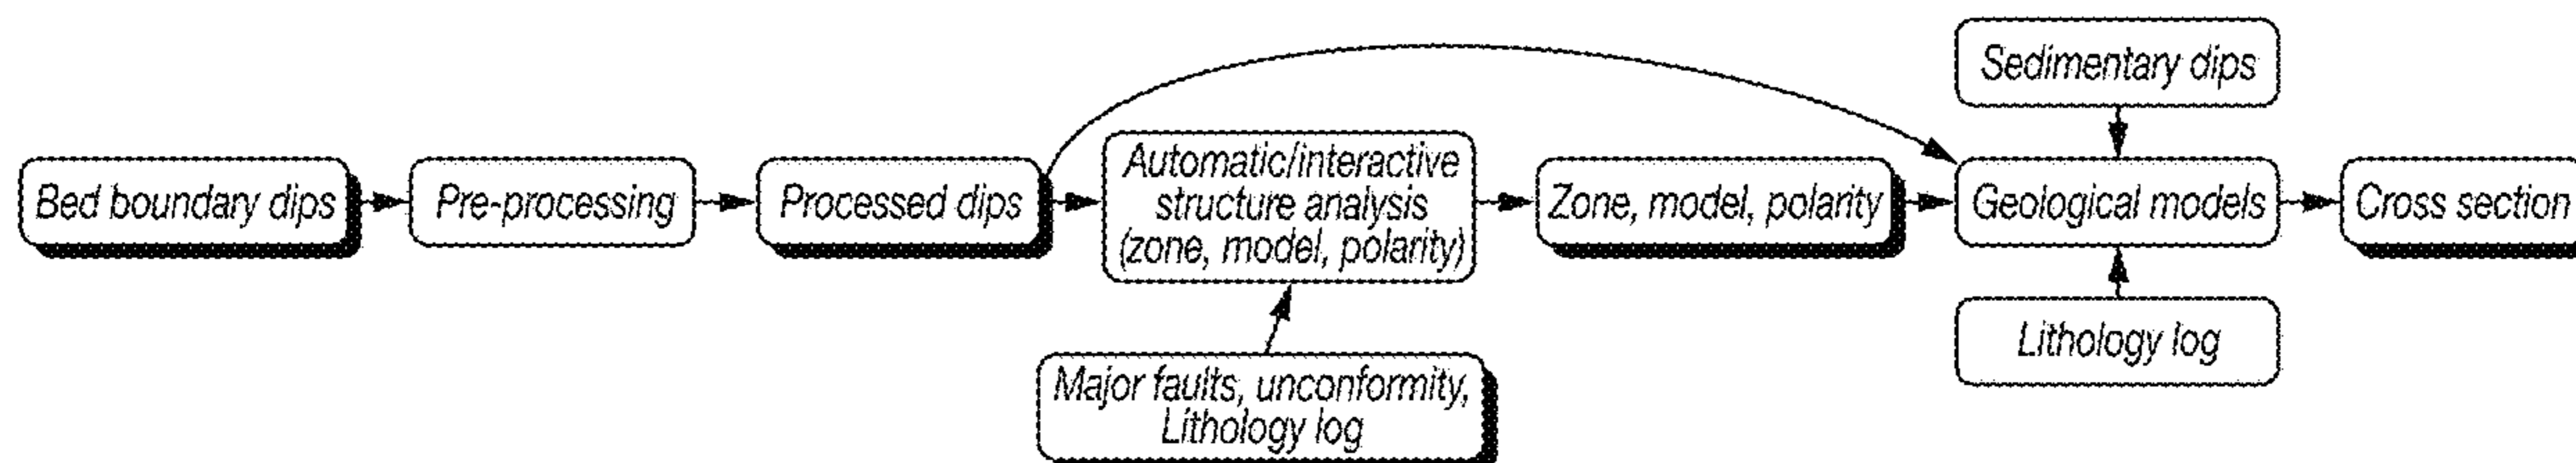 Sedimentary dips
Bed boundary dips
Pre-processing
Processed dips
Automatic/interactive
structure analysis
(zone, model, polarity)
Zone, model, polarity
Geological models
Cross section
Major faults, unconformity,
Lithology log
Lithology log